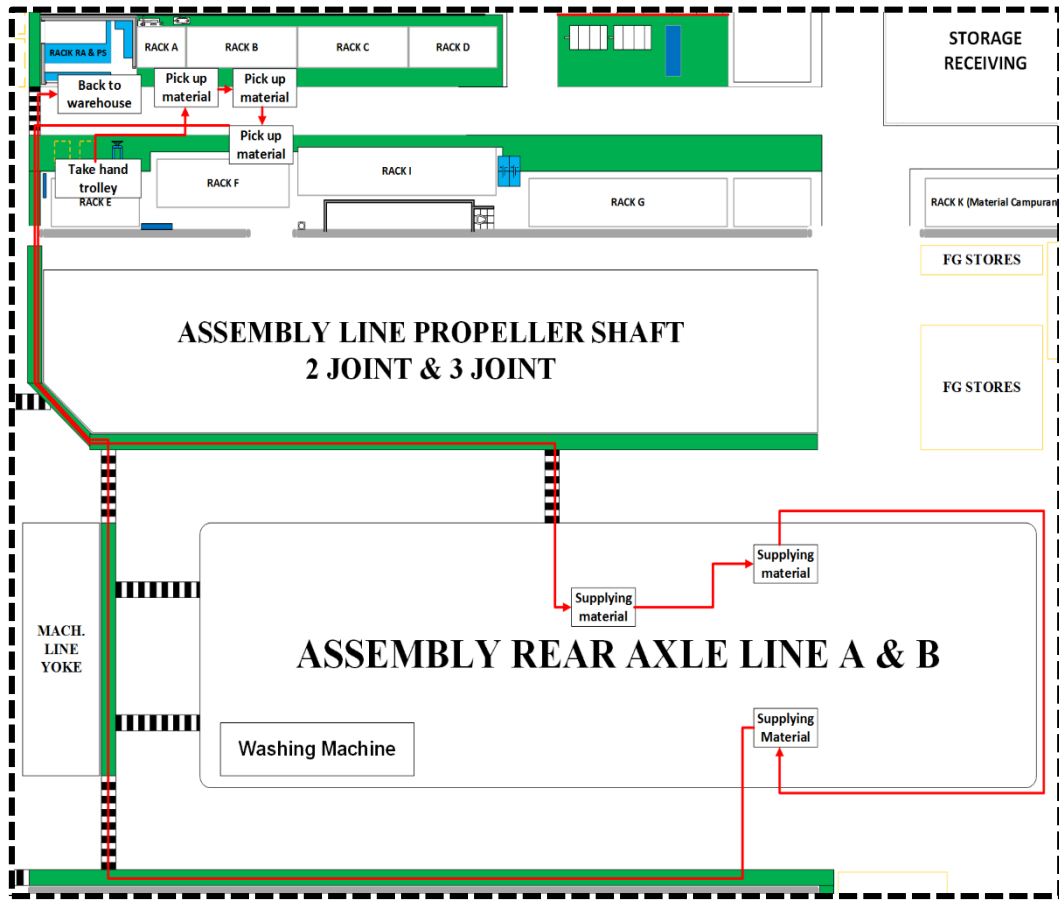 RACIK RA & PS
RACK A
RACK B
RACK C
RACK D
STORAGE
RECEIVING
Back to
warehouse
Pick up
material
Pick up
material
Pick up
material
Take hand
trolley
RACK E
RACK F
RACK I
RACK G
RACK K (Material Campuran
FG STORES
ASSEMBLY LINE PROPELLER SHAFT
2 JOINT & 3 JOINT
FG STORES
Supplying
material
Supplying
material
MACH.
LINE
YOKE
ASSEMBLY REAR AXLE LINE A & B
Supplying
Material
Washing Machine